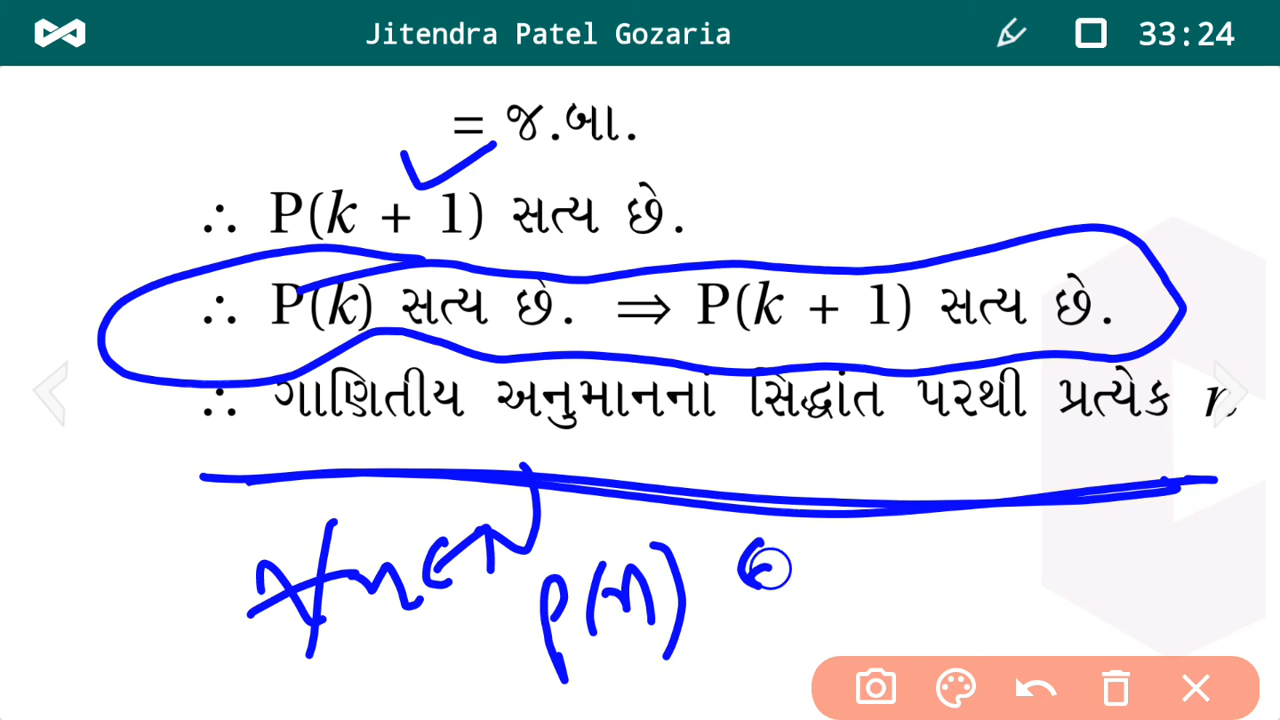 Jitendra Patel Gozaria 33:24
= જ.બા.
∴ P(k + 1) સત્ય છે.
∴ P(k) સત્ય છે. ⇒ P(k + 1) સત્ય છે.
∴ ગાણિતીય અનુમાનનાં સિદ્ધાંત પરથી પ્રત્યેક n
∀n∈N P(n)